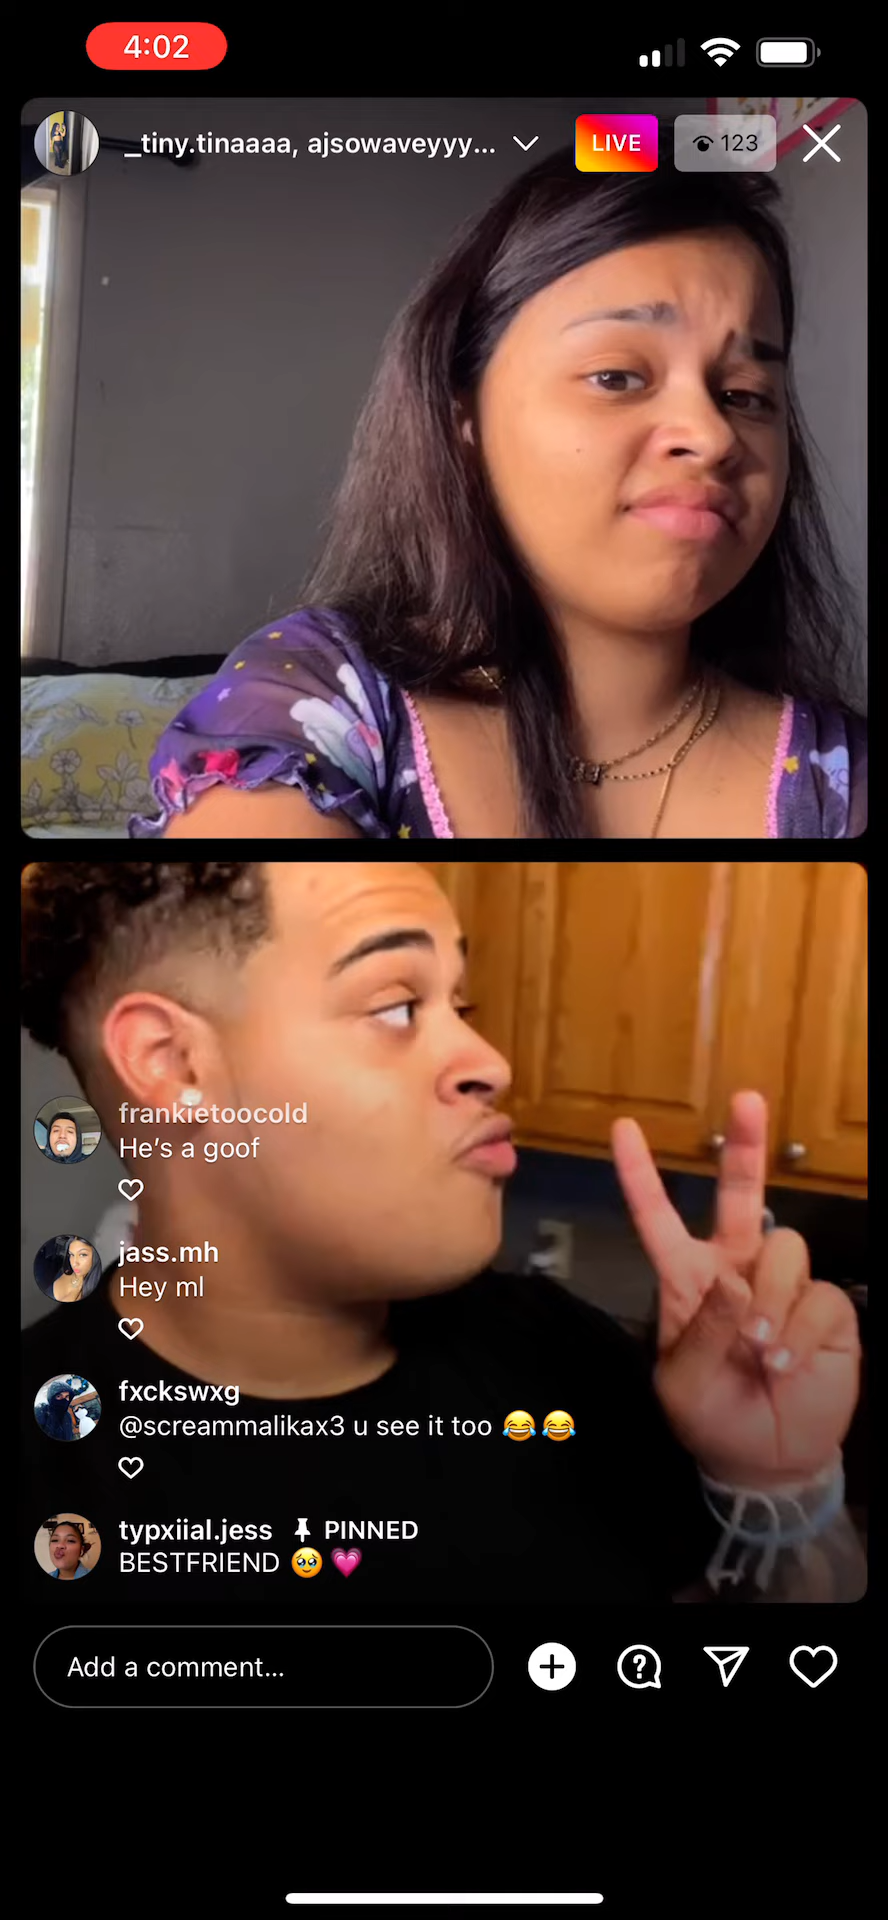 4:02
_tiny.tinaaaa, ajsowaveyyy...
LIVE
123
frankietoocold
He's a goof
jass.mh
Hey ml
fxckswxg
@screammalikax3 u see it too 😂😂
typxiial.jess PINNED
BESTFRIEND 🥹💗
Add a comment...